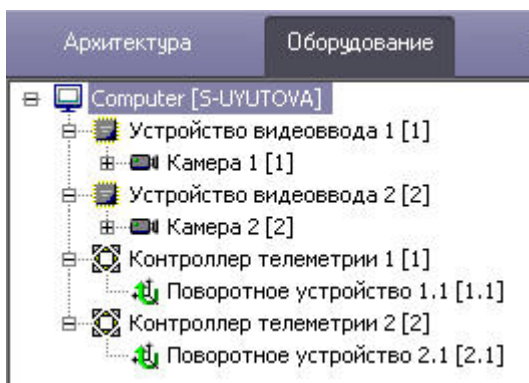 Архитектура Оборудование
Computer [S-UYUTOVA]
Устройство видеоввода 1 [1]
Камера 1 [1]
Устройство видеоввода 2 [2]
Камера 2 [2]
Контроллер телеметрии 1 [1]
Поворотное устройство 1.1 [1.1]
Контроллер телеметрии 2 [2]
Поворотное устройство 2.1 [2.1]